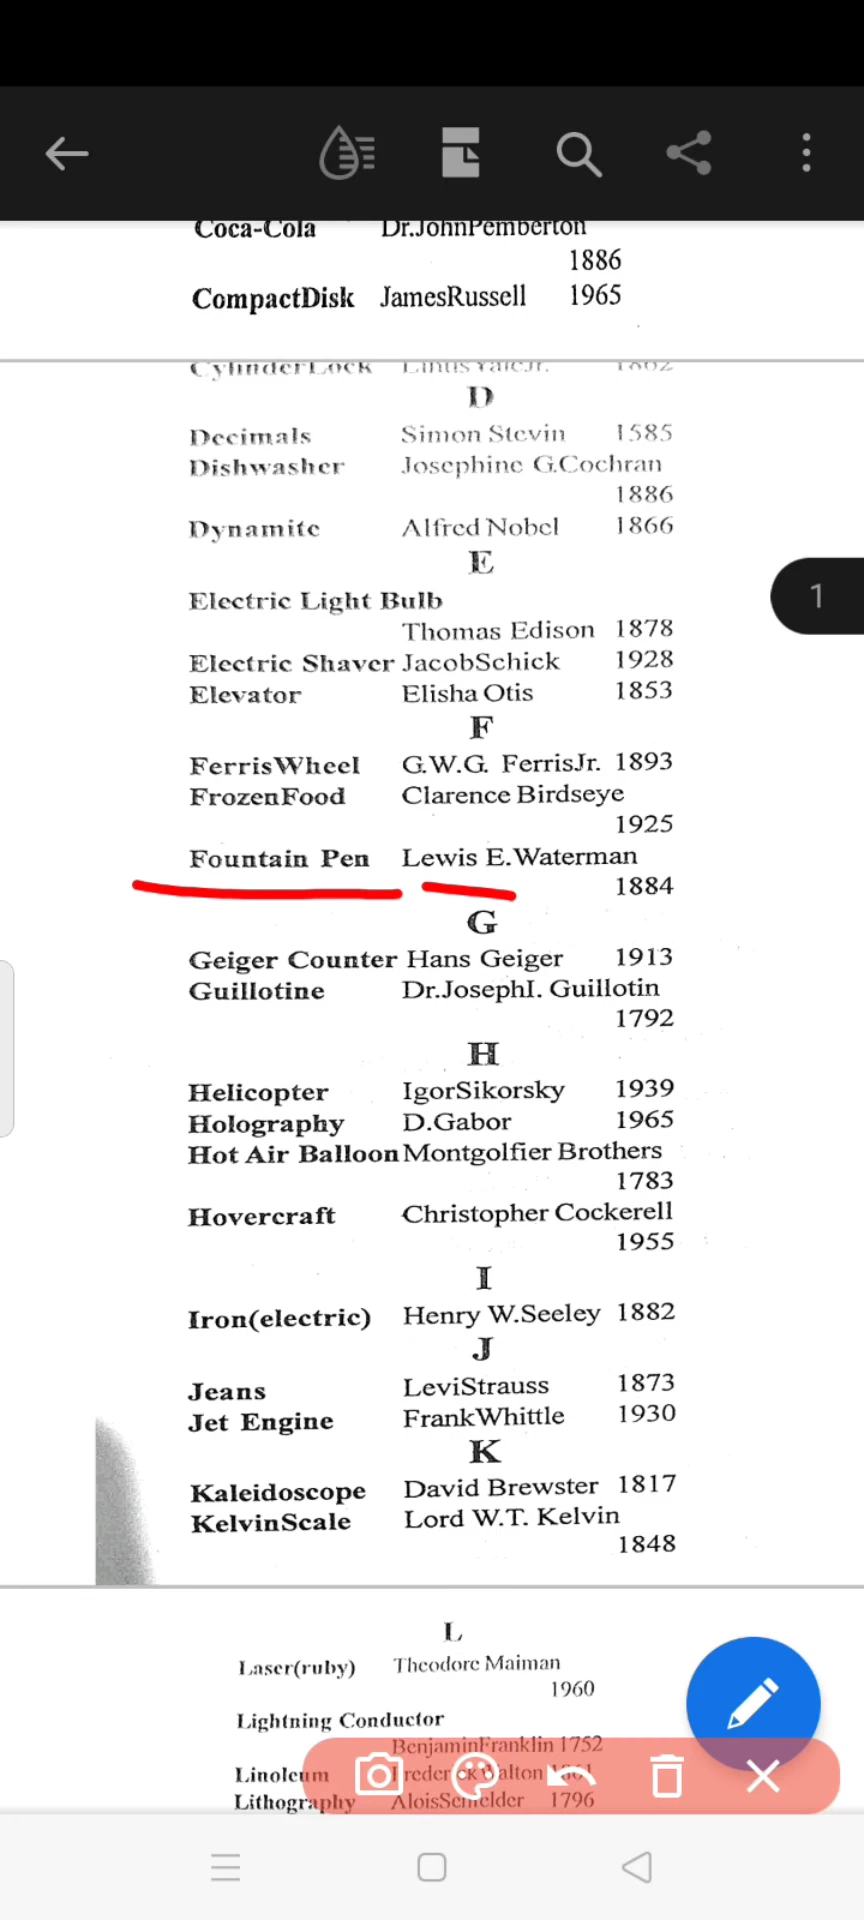 Coca-Cola Dr.JohnPemberton
1886
CompactDisk JamesRussell 1965
CylinderLock LinusYaleJr. 1862
D
Decimals Simon Stevin 1585
Dishwasher Josephine G.Cochran
1886
Dynamite Alfred Nobel 1866
E
Electric Light Bulb
Thomas Edison 1878
Electric Shaver JacobSchick 1928
Elevator Elisha Otis 1853
F
FerrisWheel G.W.G. FerrisJr. 1893
FrozenFood Clarence Birdseye
1925
Fountain Pen Lewis E.Waterman
1884
G
Geiger Counter Hans Geiger 1913
Guillotine Dr.JosephI. Guillotin
1792
H
Helicopter IgorSikorsky 1939
Holography D.Gabor 1965
Hot Air Balloon Montgolfier Brothers
1783
Hovercraft Christopher Cockerell
1955
I
Iron(electric) Henry W.Seeley 1882
J
Jeans LeviStrauss 1873
Jet Engine FrankWhittle 1930
K
Kaleidoscope David Brewster 1817
KelvinScale Lord W.T. Kelvin
1848
1
L
Laser(ruby) Theodore Maiman
1960
Lightning Conductor
BenjaminFranklin 1752
Linoleum
Lithography 1796